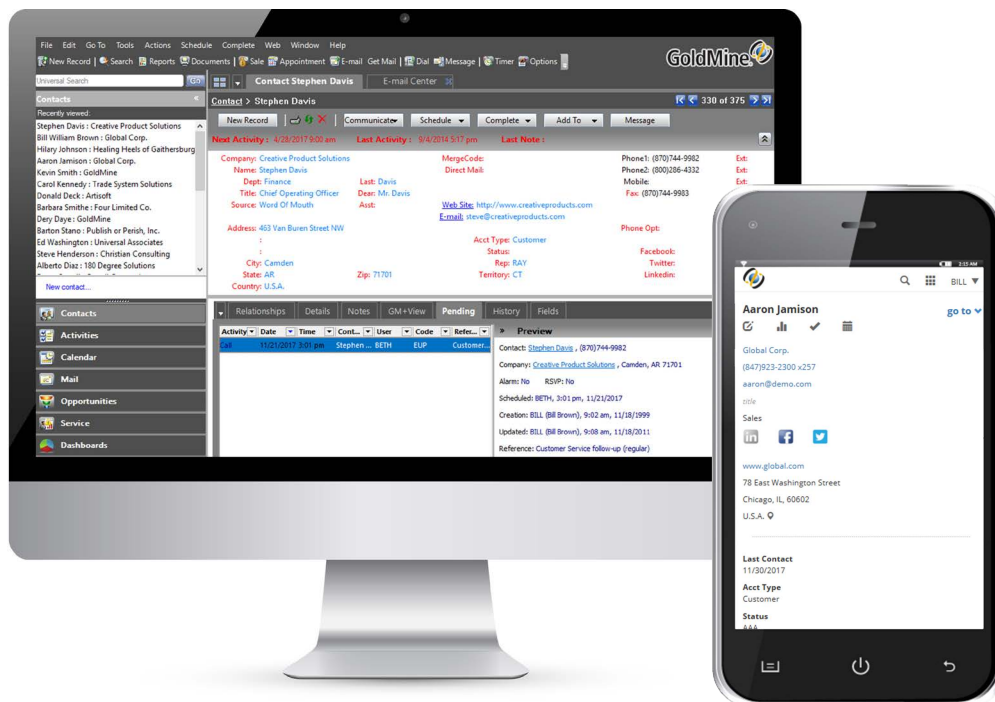 File Edit Go To Tools Actions Schedule Complete Web Window Help
New Record Search Reports Documents Sale Appointment E-mail Get Mail Dial Message Timer Options
GoldMine
Universal Search Go
Contact Stephen Davis E-mail Center
Contacts
Contact > Stephen Davis 330 of 375
Recently viewed:
Stephen Davis : Creative Product Solutions
Bill William Brown : Global Corp.
Hilary Johnson : Healing Heels of Gaithersburg
Aaron Jamison : Global Corp.
Kevin Smith : GoldMine
Carol Kennedy : Trade System Solutions
Donald Deck : Artisoft
Barbara Smithe : Four Limited Co.
Dery Daye : GoldMine
Barton Stano : Publish or Perish, Inc.
Ed Washington : Universal Associates
Steve Henderson : Christian Consulting
Alberto Diaz : 180 Degree Solutions
New contact...
Contacts
Activities
Calendar
Mail
Opportunities
Service
Dashboards
New Record Communicate Schedule Complete Add To Message
Next Activity : 4/28/2017 9:00 am Last Activity : 9/4/2014 5:17 pm Last Note :
Company: Creative Product Solutions MergeCode: Phone1: (870)744-9982 Ext:
Name: Stephen Davis Direct Mail: Phone2: (800)286-4332 Ext:
Dept: Finance Last: Davis Mobile: Ext:
Title: Chief Operating Officer Dear: Mr. Davis Fax: (870)744-9983
Source: Word Of Mouth Asst: Web Site: http://www.creativeproducts.com
E-mail: steve@creativeproducts.com
Address: 463 Van Buren Street NW Phone Opt:
: Acct Type: Customer
: Status: Facebook:
City: Camden Rep: RAY Twitter:
State: AR Zip: 71701 Territory: CT Linkedin:
Country: U.S.A.
Relationships Details Notes GM+View Pending History Fields
Activity Date Time Cont... User Code Refer... » Preview
Call 11/21/2017 3:01 pm Stephen ... BETH EUP Customer...
Contact: Stephen Davis , (870)744-9982
Company: Creative Product Solutions , Camden, AR 71701
Alarm: No RSVP: No
Scheduled: BETH, 3:01 pm, 11/21/2017
Creation: BILL (Bill Brown), 9:02 am, 11/18/1999
Updated: BILL (Bill Brown), 9:08 am, 11/18/2011
Reference: Customer Service follow-up (regular)
2:15 AM
BILL
Aaron Jamison go to
Global Corp.
(847)923-2300 x257
aaron@demo.com
title
Sales
in f
www.global.com
78 East Washington Street
Chicago, IL, 60602
U.S.A.
Last Contact
11/30/2017
Acct Type
Customer
Status
AAA